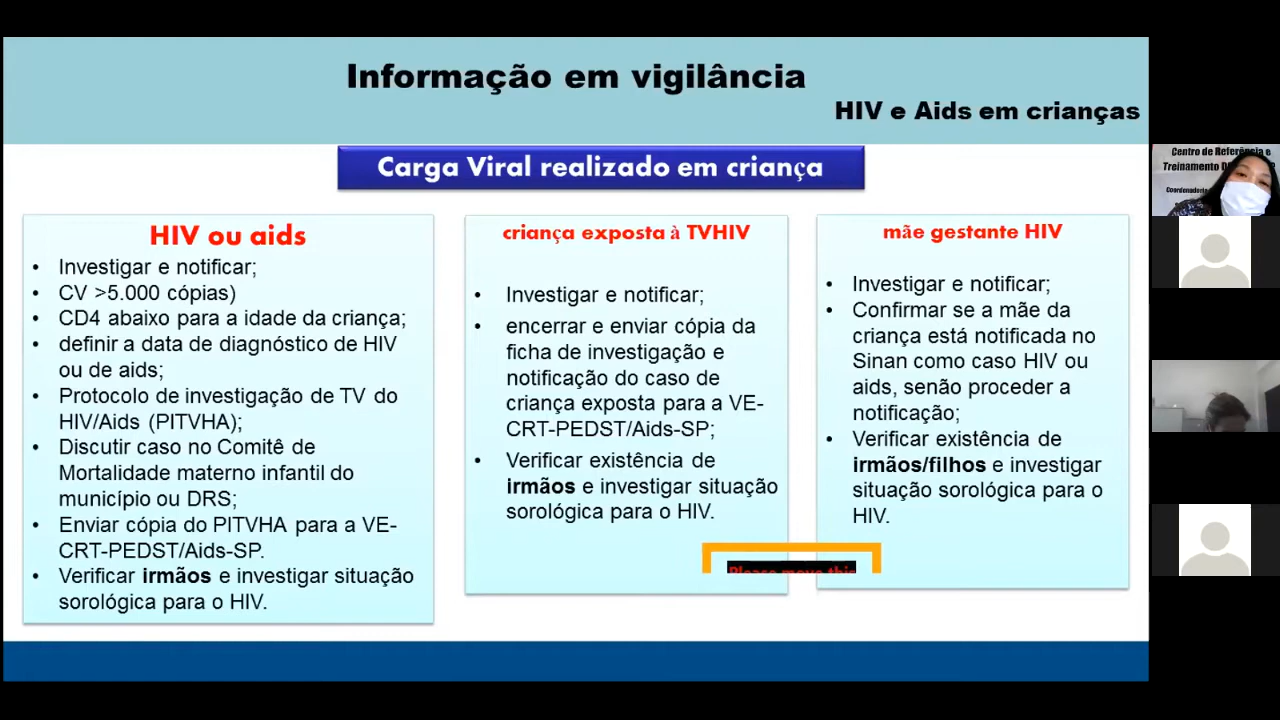 Informação em vigilância
HIV e Aids em crianças
Carga Viral realizado em criança
HIV ou aids
• Investigar e notificar;
• CV >5.000 cópias)
• CD4 abaixo para a idade da criança;
• definir a data de diagnóstico de HIV
ou de aids;
• Protocolo de investigação de TV do
HIV/Aids (PITVHA);
• Discutir caso no Comitê de
Mortalidade materno infantil do
município ou DRS;
• Enviar cópia do PITVHA para a VE-
CRT-PEDST/Aids-SP.
• Verificar irmãos e investigar situação
sorológica para o HIV.
criança exposta à TVHIV
• Investigar e notificar;
• encerrar e enviar cópia da
ficha de investigação e
notificação do caso de
criança exposta para a VE-
CRT-PEDST/Aids-SP;
• Verificar existência de
irmãos e investigar situação
sorológica para o HIV.
mãe gestante HIV
• Investigar e notificar;
• Confirmar se a mãe da
criança está notificada no
Sinan como caso HIV ou
aids, senão proceder a
notificação;
• Verificar existência de
irmãos/filhos e investigar
situação sorológica para o
HIV.
Please move this
Centro de Referência e
Treinamento